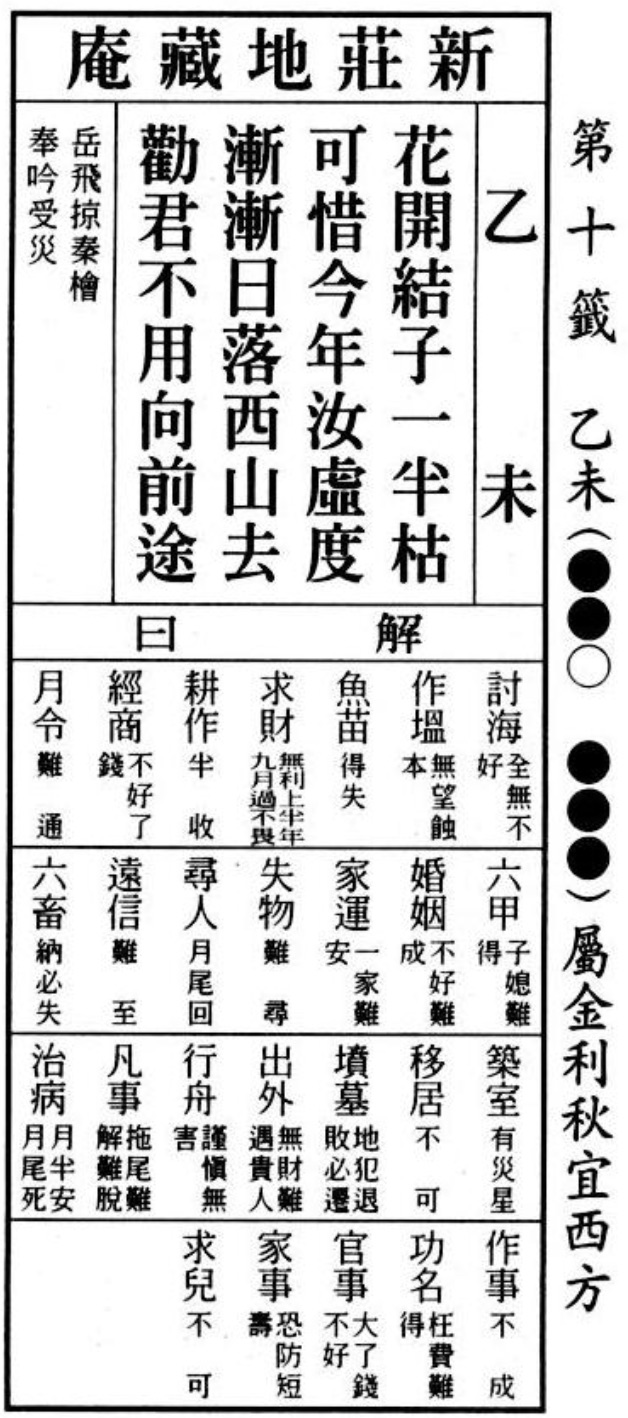 新莊地藏庵
第十籤 乙未（●●○ ●●●）屬金利秋宜西方
乙未
花開結子一半枯
可惜今年汝虛度
漸漸日落西山去
勸君不用向前途
岳飛掠秦檜
奉吟受災
解曰
討海 全無不好
作塭 無望蝕本
魚苗 得失
求財 無利上半年九月過不畏
耕作 半收
經商 不好了錢
月令 難通
六甲 子媳難得
婚姻 不好難成
家運 一家難安
失物 難尋
尋人 月尾回
遠信 難至
六畜 納必失
築室 有災星
移居 不可
墳墓 地犯退敗必遷
出外 無財難遇貴人
行舟 謹慎無害
凡事 拖尾難解難脫
治病 月半安月尾死
作事 不成
功名 枉費難得
官事 大了錢不好
家事 恐防短壽
求兒 不可